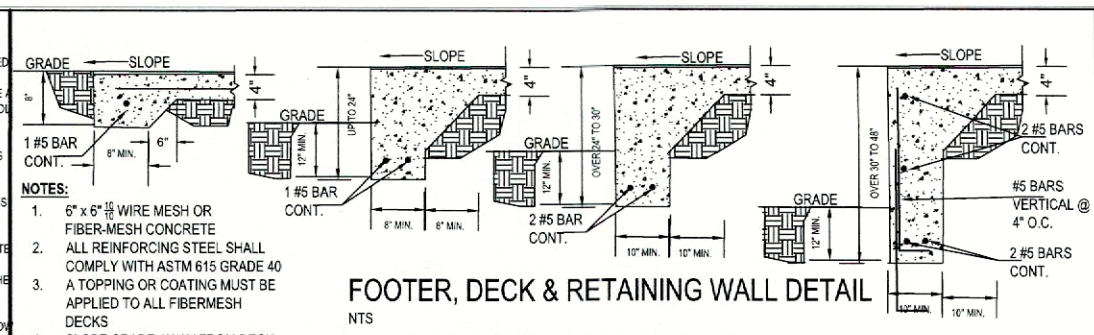 GRADE
SLOPE
8"
4"
1 #5 BAR
CONT.
8" MIN.
6"
SLOPE
4"
UP TO 24"
GRADE
12" MIN.
1 #5 BAR
CONT.
8" MIN.
8" MIN.
SLOPE
4"
OVER 24" TO 30"
GRADE
12" MIN.
2 #5 BAR
CONT.
10" MIN.
10" MIN.
SLOPE
4"
OVER 30" TO 48"
2 #5 BARS
CONT.
#5 BARS
VERTICAL @
4" O.C.
GRADE
12" MIN.
2 #5 BARS
CONT.
10" MIN.
10" MIN.
NOTES:
1. 6" x 6" 10/10 WIRE MESH OR
FIBER-MESH CONCRETE
2. ALL REINFORCING STEEL SHALL
COMPLY WITH ASTM 615 GRADE 40
3. A TOPPING OR COATING MUST BE
APPLIED TO ALL FIBERMESH
DECKS
FOOTER, DECK & RETAINING WALL DETAIL
NTS